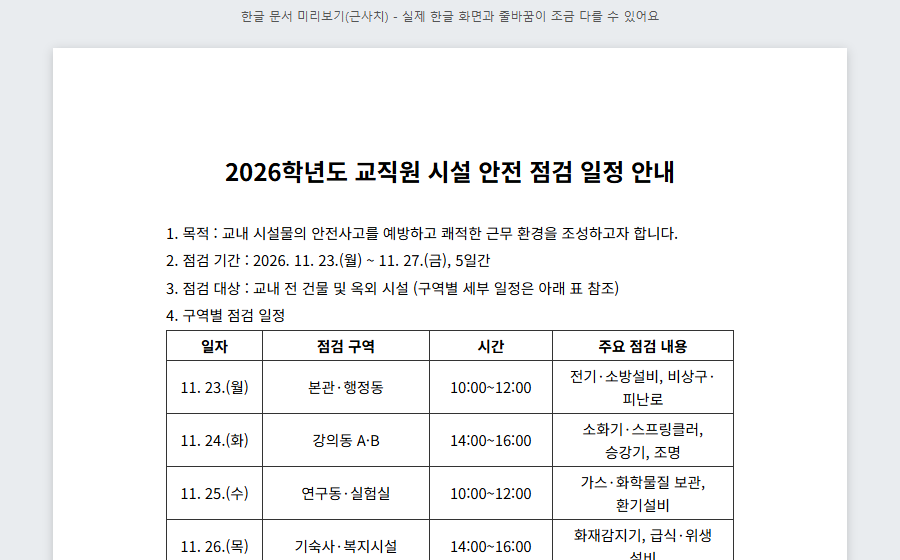 한글 문서 미리보기(근사치) - 실제 한글 화면과 줄바꿈이 조금 다를 수 있어요
2026학년도 교직원 시설 안전 점검 일정 안내
1. 목적 : 교내 시설물의 안전사고를 예방하고 쾌적한 근무 환경을 조성하고자 합니다.
2. 점검 기간 : 2026. 11. 23.(월) ~ 11. 27.(금), 5일간
3. 점검 대상 : 교내 전 건물 및 옥외 시설 (구역별 세부 일정은 아래 표 참조)
4. 구역별 점검 일정
일자 점검 구역 시간 주요 점검 내용
11. 23.(월) 본관·행정동 10:00~12:00 전기·소방설비, 비상구·
피난로
11. 24.(화) 강의동 A·B 14:00~16:00 소화기·스프링클러,
승강기, 조명
11. 25.(수) 연구동·실험실 10:00~12:00 가스·화학물질 보관,
환기설비
11. 26.(목) 기숙사·복지시설 14:00~16:00 화재감지기, 급식·위생
설비